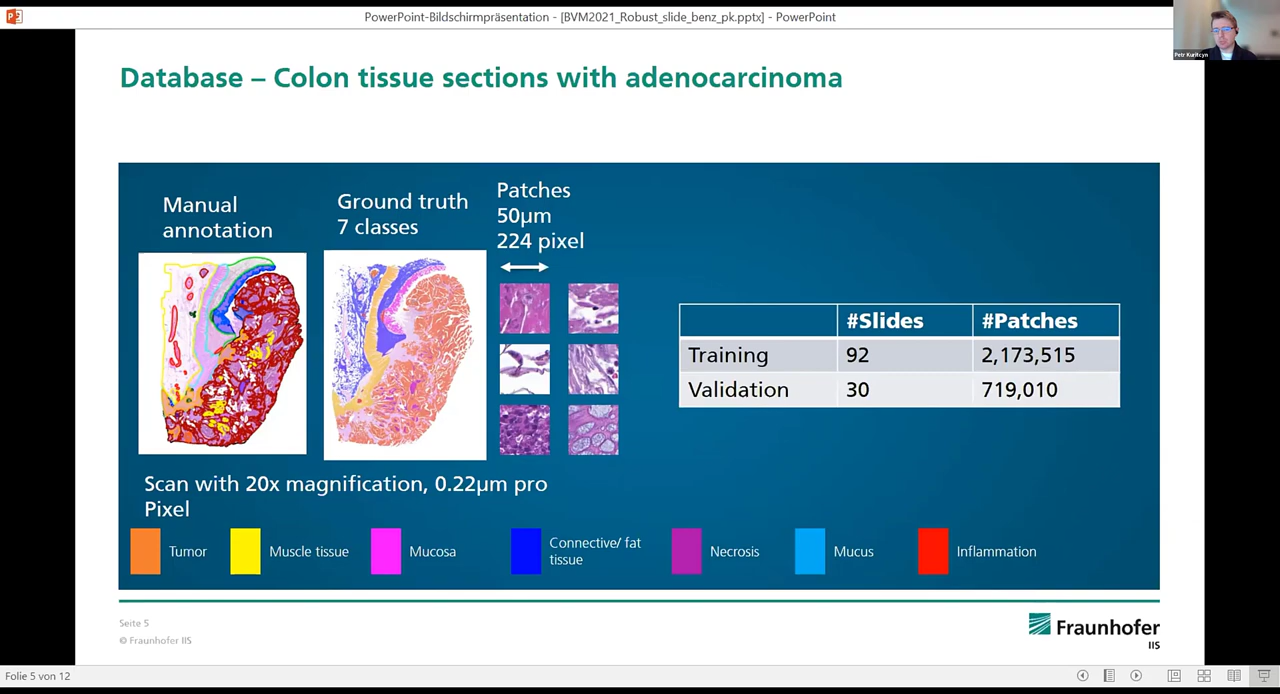 PowerPoint-Bildschirmpräsentation - [BVM2021_Robust_slide_benz_pk.pptx] - PowerPoint
Petr Kuritcyn
Database – Colon tissue sections with adenocarcinoma
Manual
annotation
Ground truth
7 classes
Patches
50µm
224 pixel
#Slides #Patches
Training 92 2,173,515
Validation 30 719,010
Scan with 20x magnification, 0.22µm pro
Pixel
Tumor
Muscle tissue
Mucosa
Connective/ fat
tissue
Necrosis
Mucus
Inflammation
Seite 5
© Fraunhofer IIS
Fraunhofer
IIS
Folie 5 von 12